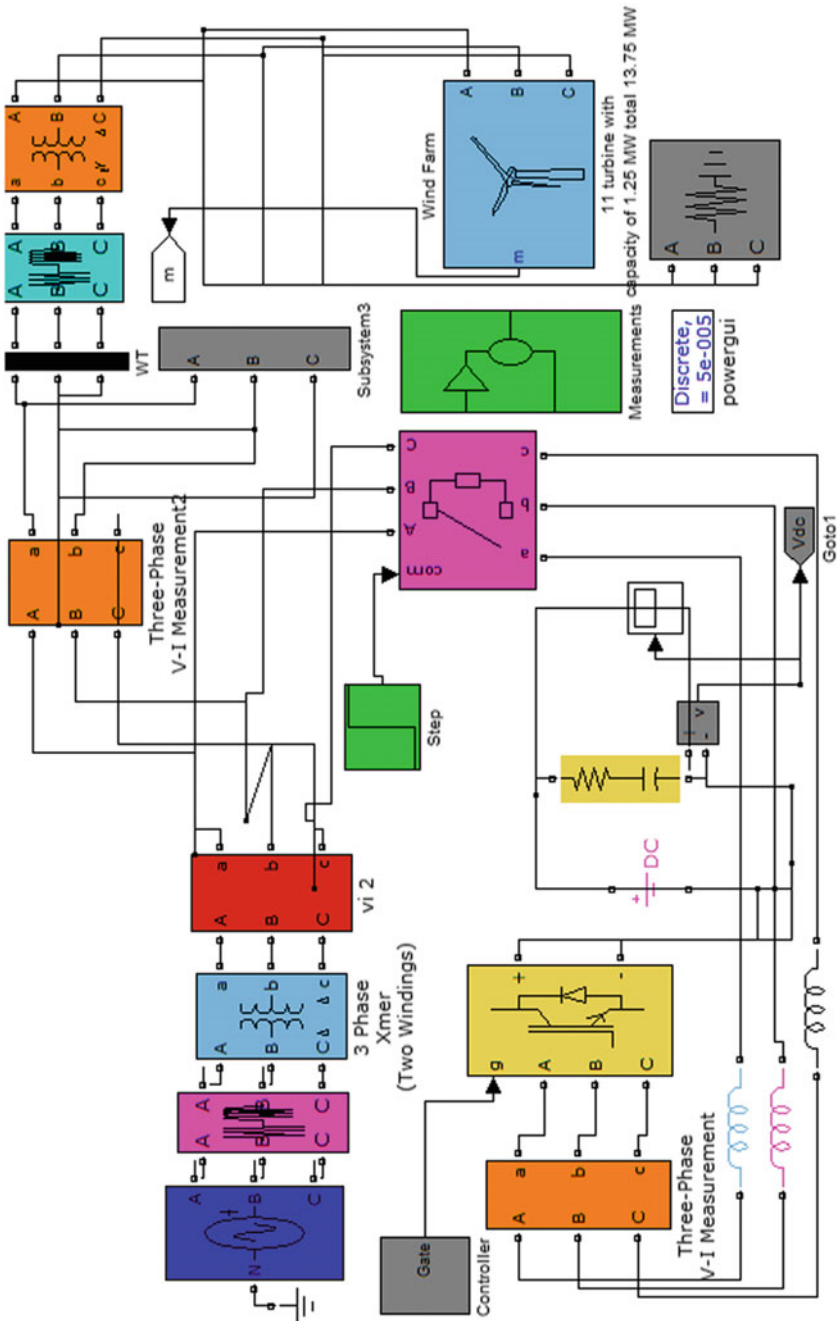 N
A
B
C
A
B
C
A
B
C
A
B
C
a
b
c
3 Phase
Xmer
(Two Windings)
A
B
C
a
b
c
vi 2
A
B
C
a
b
c
Three-Phase
V-I Measurement2
WT
A
B
C
Subsystem3
A
B
C
A
B
C
a
b
c
A
B
C
m
Wind Farm
m
A
B
C
11 turbine with
capacity of 1.25 MW total 13.75 MW
A
B
C
Measurements
Discrete,
= 5e-005
powergui
Step
com
A
B
C
a
b
c
Gate
Controller
A
B
C
a
b
c
Three-Phase
V-I Measurement
g
A
B
C
+
-
+
DC
+
-
v
Vdc
Goto1